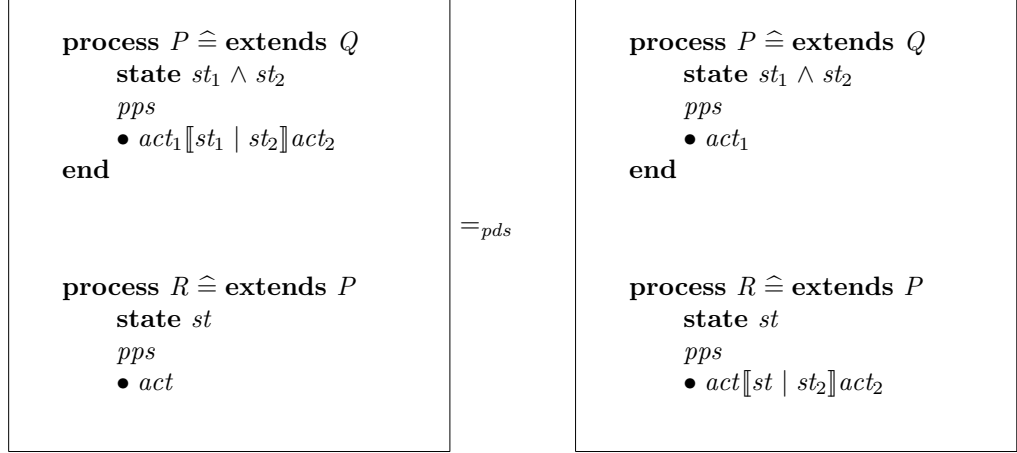 process P ≙ extends Q
state st₁ ∧ st₂
pps
• act₁⟦st₁ | st₂⟧act₂
end
process R ≙ extends P
state st
pps
• act
=pds
process P ≙ extends Q
state st₁ ∧ st₂
pps
• act₁
end
process R ≙ extends P
state st
pps
• act⟦st | st₂⟧act₂